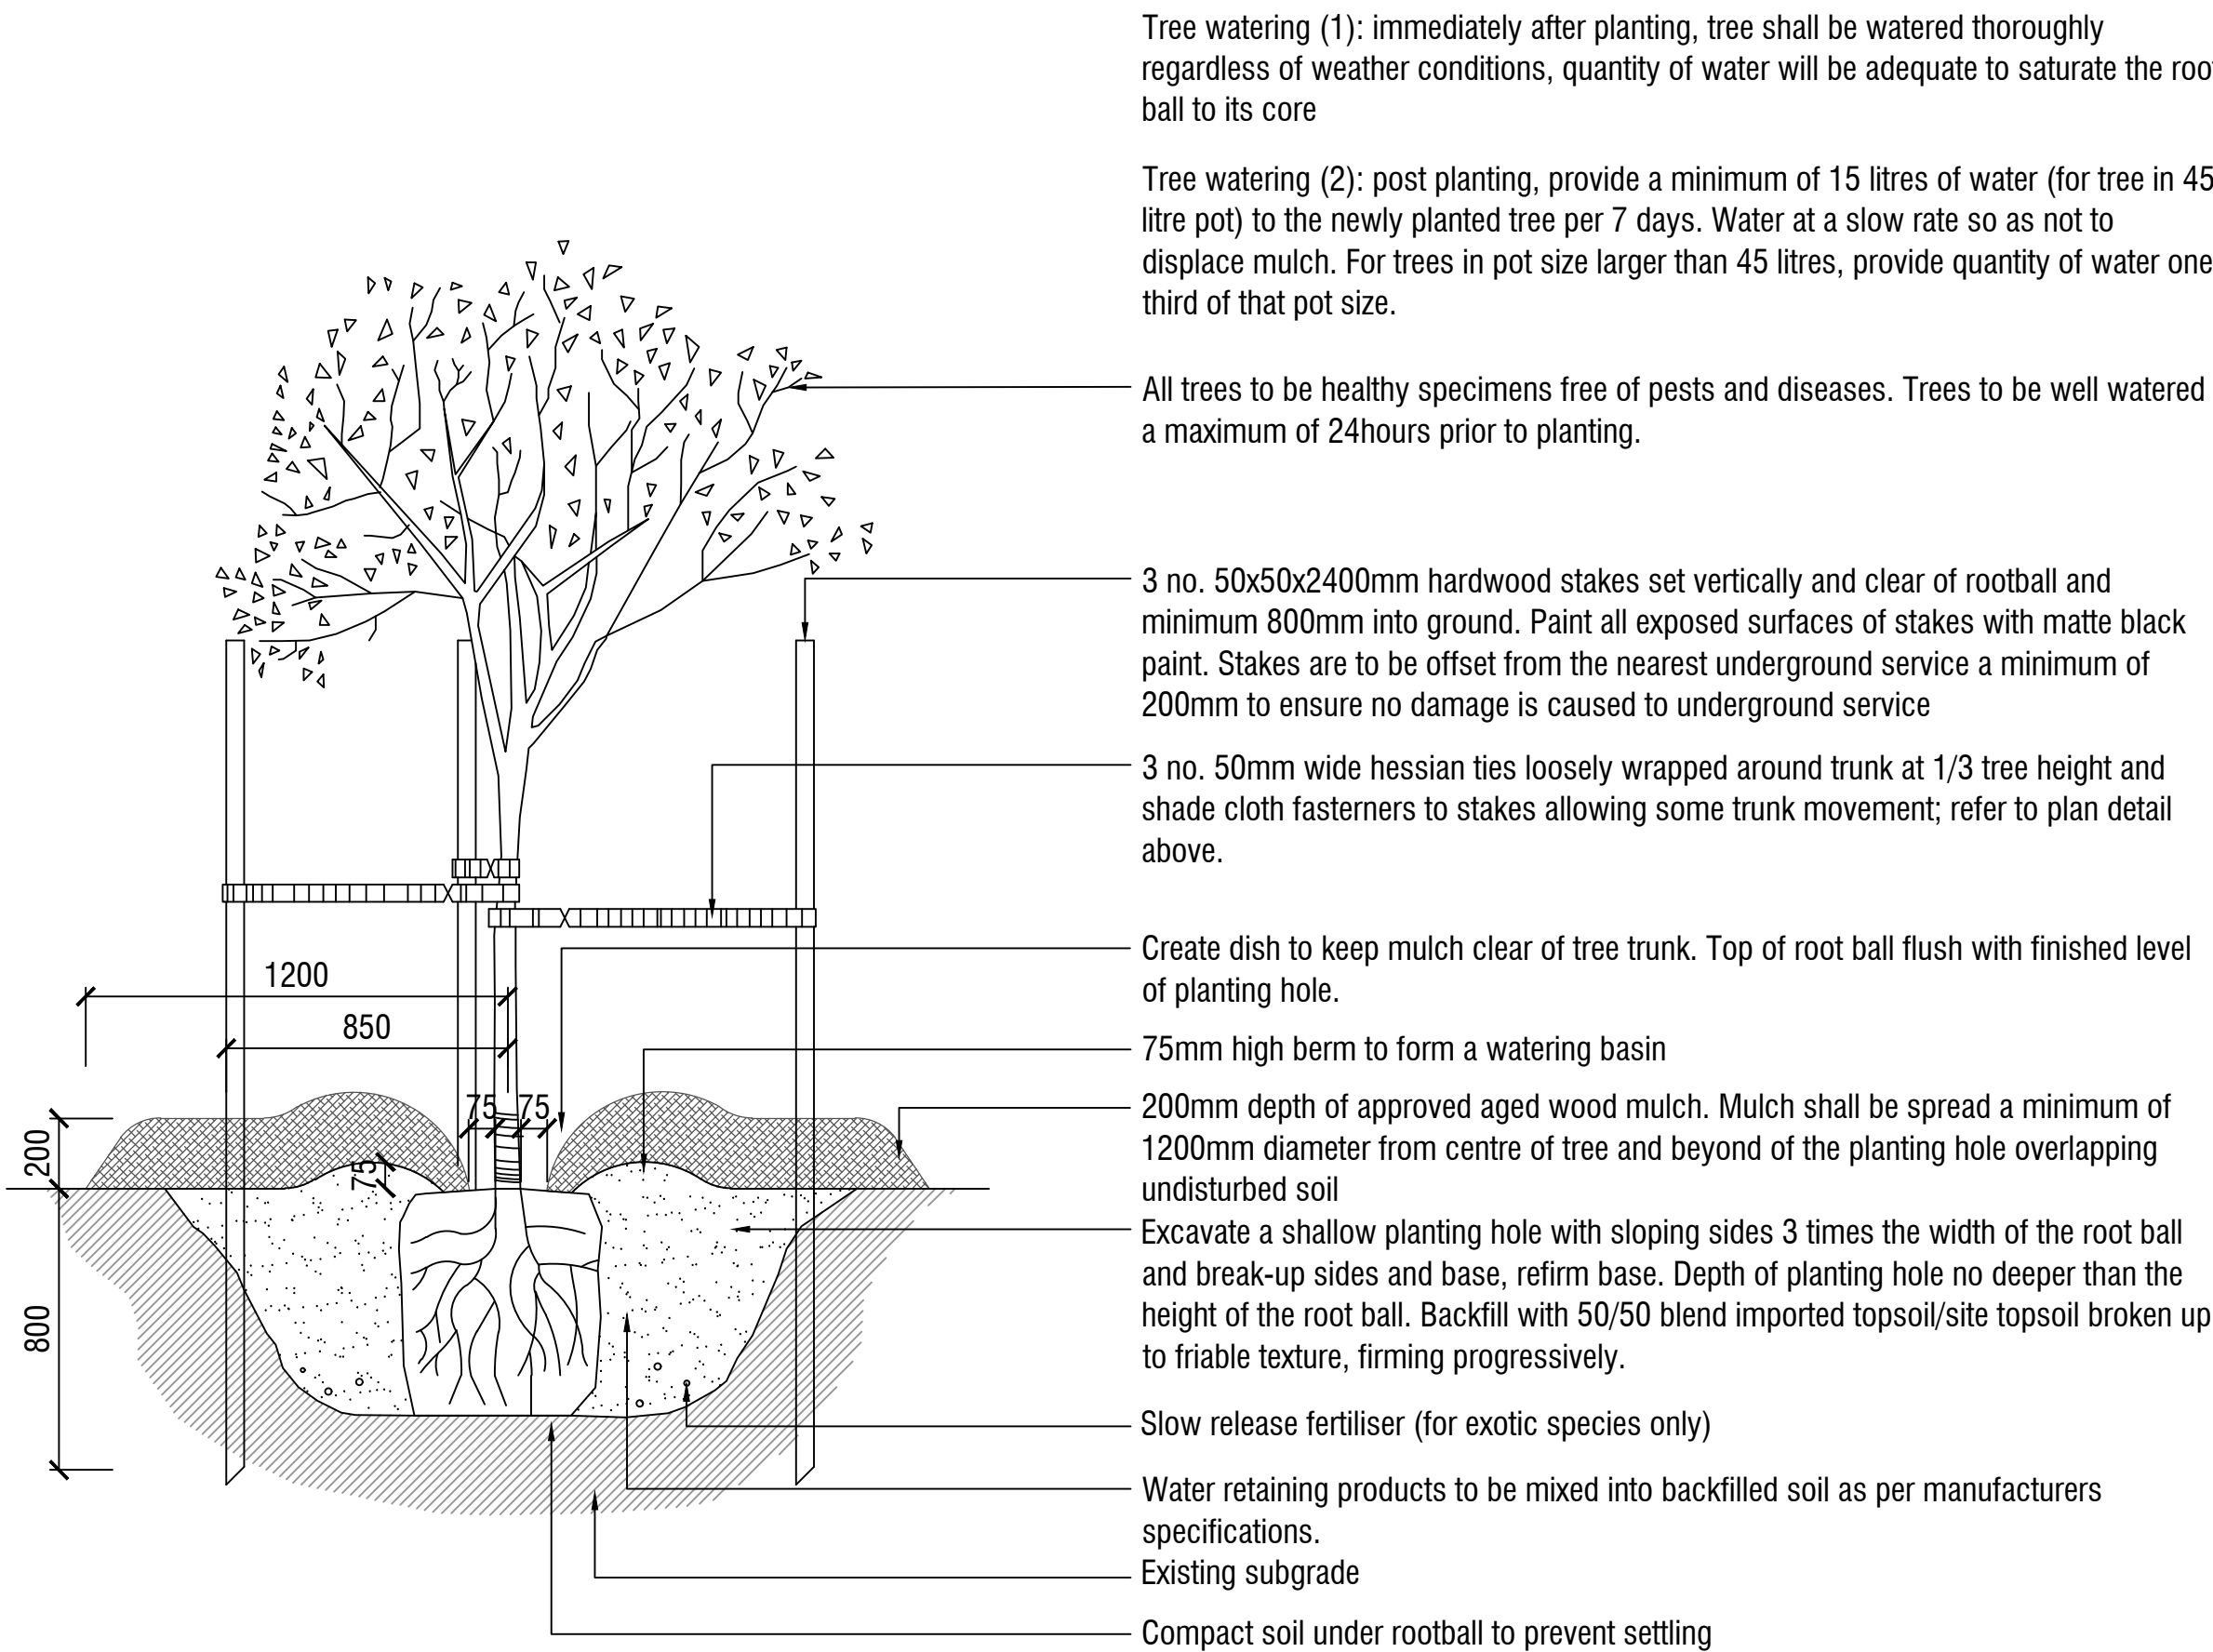 Tree watering (1): immediately after planting, tree shall be watered thoroughly
regardless of weather conditions, quantity of water will be adequate to saturate the root
ball to its core
Tree watering (2): post planting, provide a minimum of 15 litres of water (for tree in 45
litre pot) to the newly planted tree per 7 days. Water at a slow rate so as not to
displace mulch. For trees in pot size larger than 45 litres, provide quantity of water one
third of that pot size.
All trees to be healthy specimens free of pests and diseases. Trees to be well watered
a maximum of 24hours prior to planting.
3 no. 50x50x2400mm hardwood stakes set vertically and clear of rootball and
minimum 800mm into ground. Paint all exposed surfaces of stakes with matte black
paint. Stakes are to be offset from the nearest underground service a minimum of
200mm to ensure no damage is caused to underground service
3 no. 50mm wide hessian ties loosely wrapped around trunk at 1/3 tree height and
shade cloth fasterners to stakes allowing some trunk movement; refer to plan detail
above.
Create dish to keep mulch clear of tree trunk. Top of root ball flush with finished level
of planting hole.
75mm high berm to form a watering basin
200mm depth of approved aged wood mulch. Mulch shall be spread a minimum of
1200mm diameter from centre of tree and beyond of the planting hole overlapping
undisturbed soil
Excavate a shallow planting hole with sloping sides 3 times the width of the root ball
and break-up sides and base, refirm base. Depth of planting hole no deeper than the
height of the root ball. Backfill with 50/50 blend imported topsoil/site topsoil broken up
to friable texture, firming progressively.
Slow release fertiliser (for exotic species only)
Water retaining products to be mixed into backfilled soil as per manufacturers
specifications.
Existing subgrade
Compact soil under rootball to prevent settling
1200
850
75 75
200
75
800